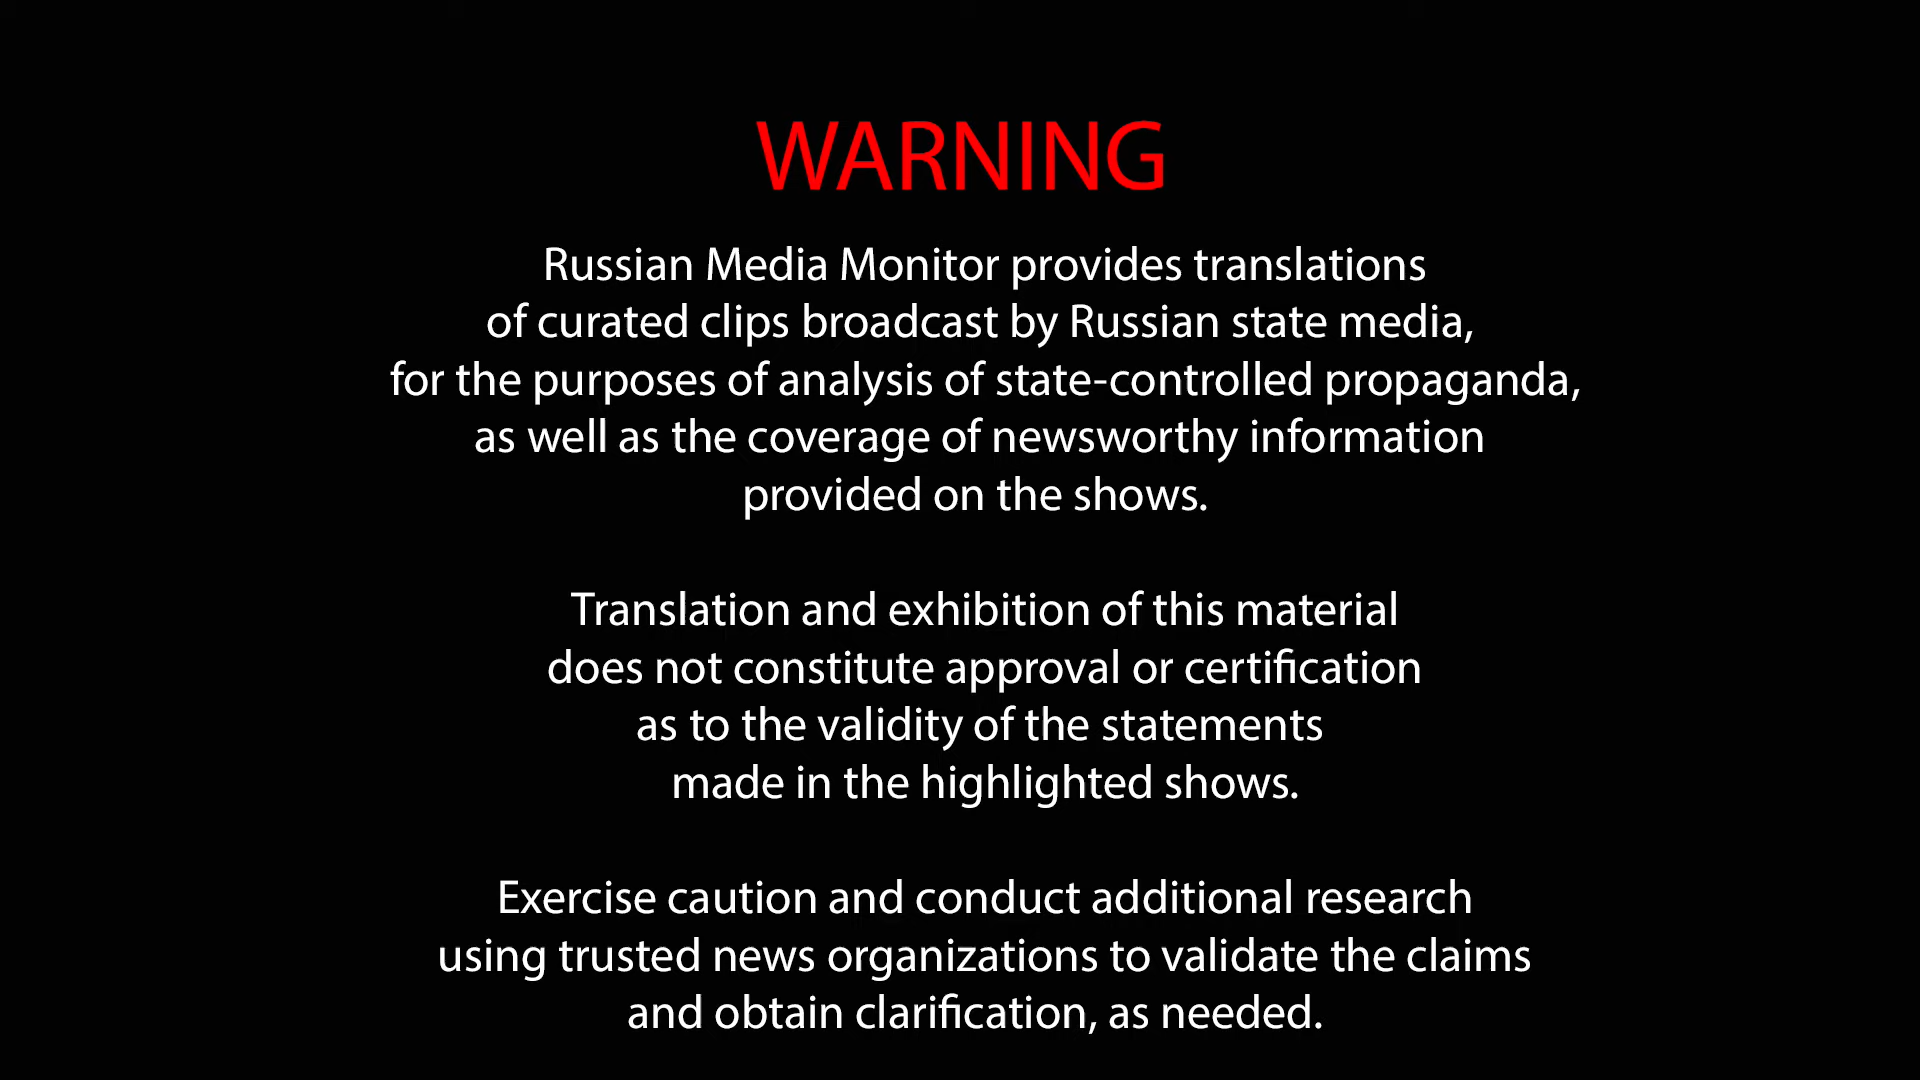 WARNING
Russian Media Monitor provides translations
of curated clips broadcast by Russian state media,
for the purposes of analysis of state-controlled propaganda,
as well as the coverage of newsworthy information
provided on the shows.
Translation and exhibition of this material
does not constitute approval or certification
as to the validity of the statements
made in the highlighted shows.
Exercise caution and conduct additional research
using trusted news organizations to validate the claims
and obtain clarification, as needed.